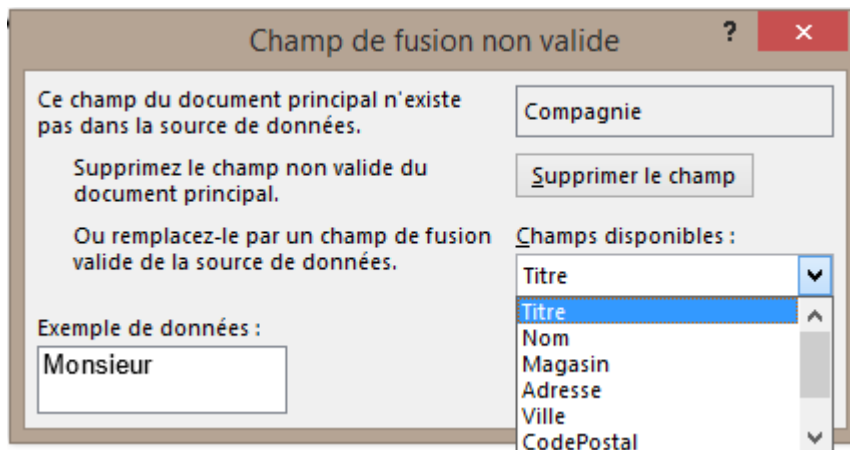 Champ de fusion non valide ? ×
Ce champ du document principal n'existe
pas dans la source de données.
Compagnie
Supprimez le champ non valide du
document principal.
Supprimer le champ
Ou remplacez-le par un champ de fusion
valide de la source de données.
Champs disponibles :
Titre
Titre
Nom
Magasin
Adresse
Ville
CodePostal
Exemple de données :
Monsieur